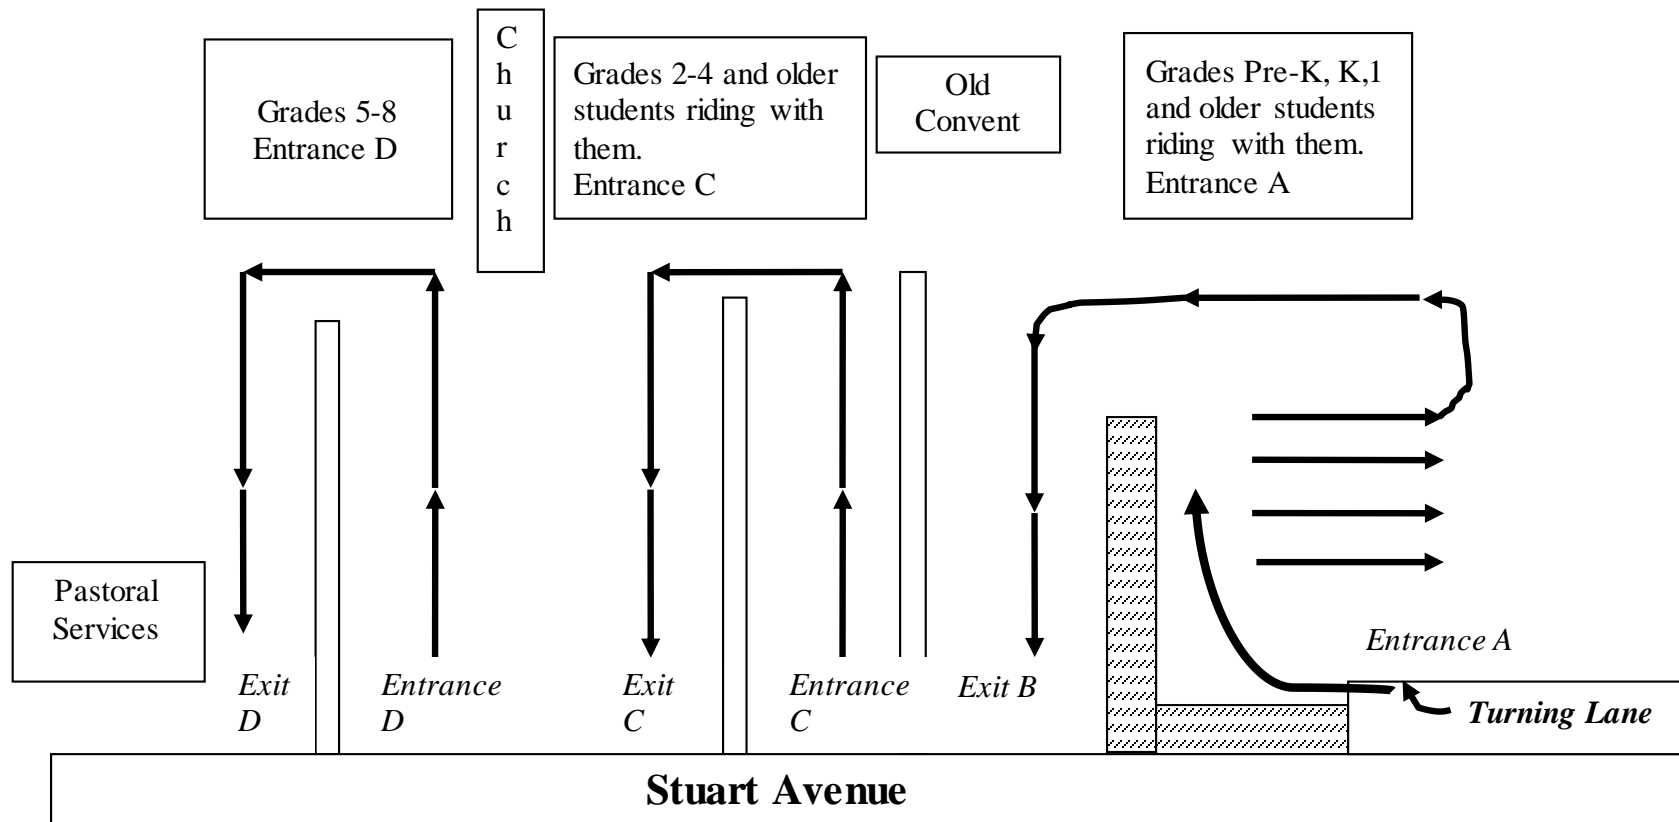 Grades 5-8
Entrance D
C
h
u
r
c
h
Grades 2-4 and older
students riding with
them.
Entrance C
Old
Convent
Grades Pre-K, K,1
and older students
riding with them.
Entrance A
Pastoral
Services
Exit
D
Entrance
D
Exit
C
Entrance
C
Exit B
Entrance A
Turning Lane
Stuart Avenue